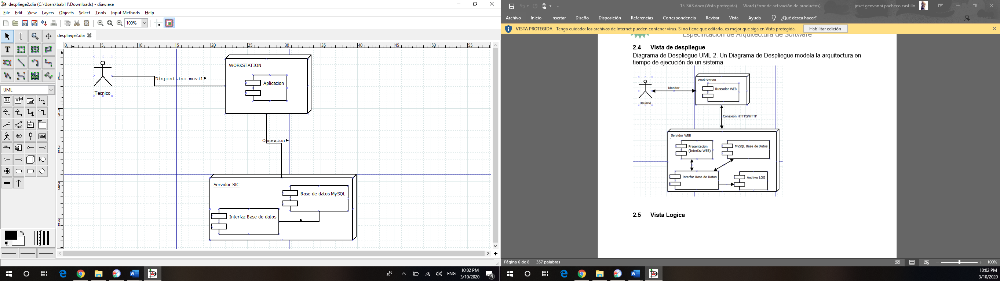 despliege2.dia (C:\Users\bab11\Downloads) - diaw.exe
File Edit View Layers Objects Select Tools Input Methods Help
100%
despliege2.dia
0 5 10 15 20 25 30 35 40 45 50 55
UML
10
15
20
25
30
Tecnico
Dispositivo movil
WORKSTATION
Aplicacion
Conexion
Servidor SIC
Base de datos MySQL
Interfaz Base de datos
ENG
10:02 PM
3/10/2020
4
15_SAS.docx (Vista protegida) - Word (Error de activación de productos)
joset geovanni pacheco castillo
Archivo Inicio Insertar Diseño Disposición Referencias Correspondencia Revisar Vista Ayuda ¿Qué desea hacer?
VISTA PROTEGIDA Tenga cuidado: los archivos de Internet pueden contener virus. Si no tiene que editarlo, es mejor que siga en Vista protegida. Habilitar edición
Especificación de Arquitectura de Software
2.4 Vista de despliegue
Diagrama de Despliegue UML 2. Un Diagrama de Despliegue modela la arquitectura en
tiempo de ejecución de un sistema
WorkStation
Buscador WEB
Monitor
Usuario
Conexión HTTPS/HTTP
Servidor WEB
Presentación
(Interfaz WEB)
MySQL Base de Datos
Interfaz Base de Datos
Archivo LOG
2.5 Vista Logica
Página 6 de 8 357 palabras
100%
10:02 PM
3/10/2020